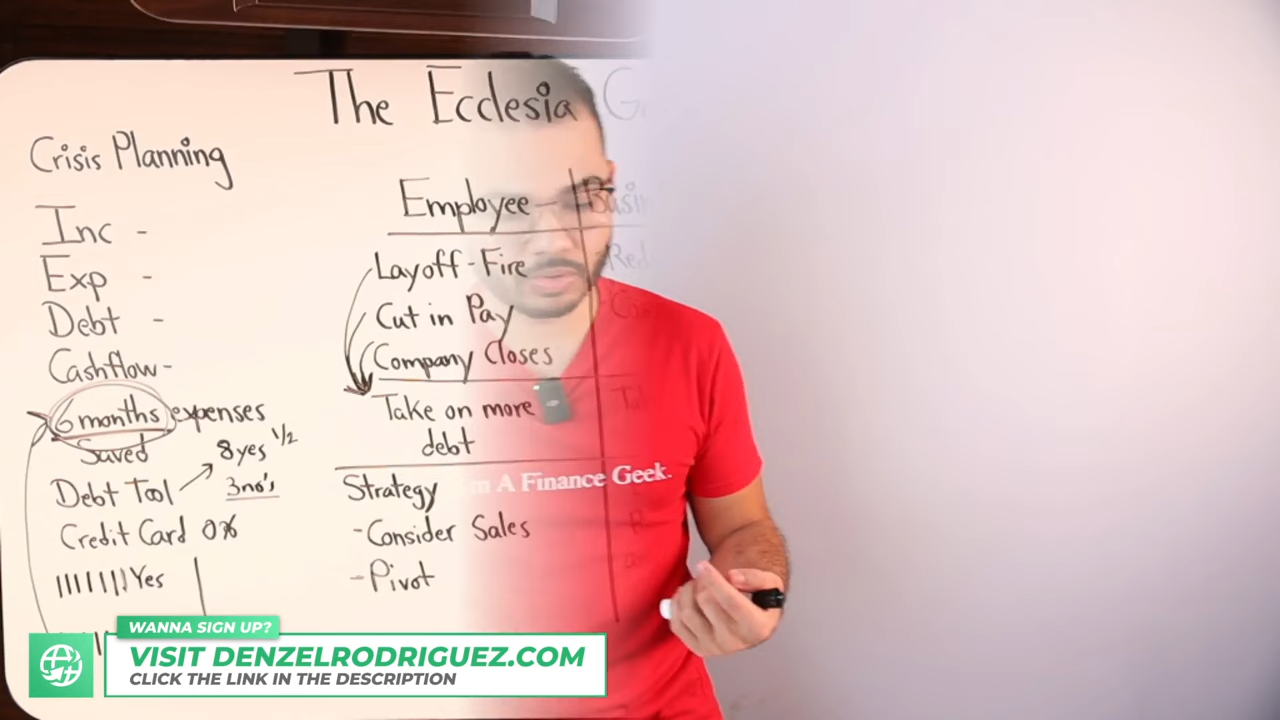 The Ecclesia
Crisis Planning
Inc -
Exp -
Debt -
Cashflow-
6 months expenses
Saved
8 yes 1/2
Debt Tool
3 no's
Credit Card 0%
Yes
Employee
Layoff-Fire
Cut in Pay
Company Closes
Take on more
debt
Strategy
-Consider Sales
-Pivot
A Finance Geek.
WANNA SIGN UP?
VISIT DENZELRODRIGUEZ.COM
CLICK THE LINK IN THE DESCRIPTION